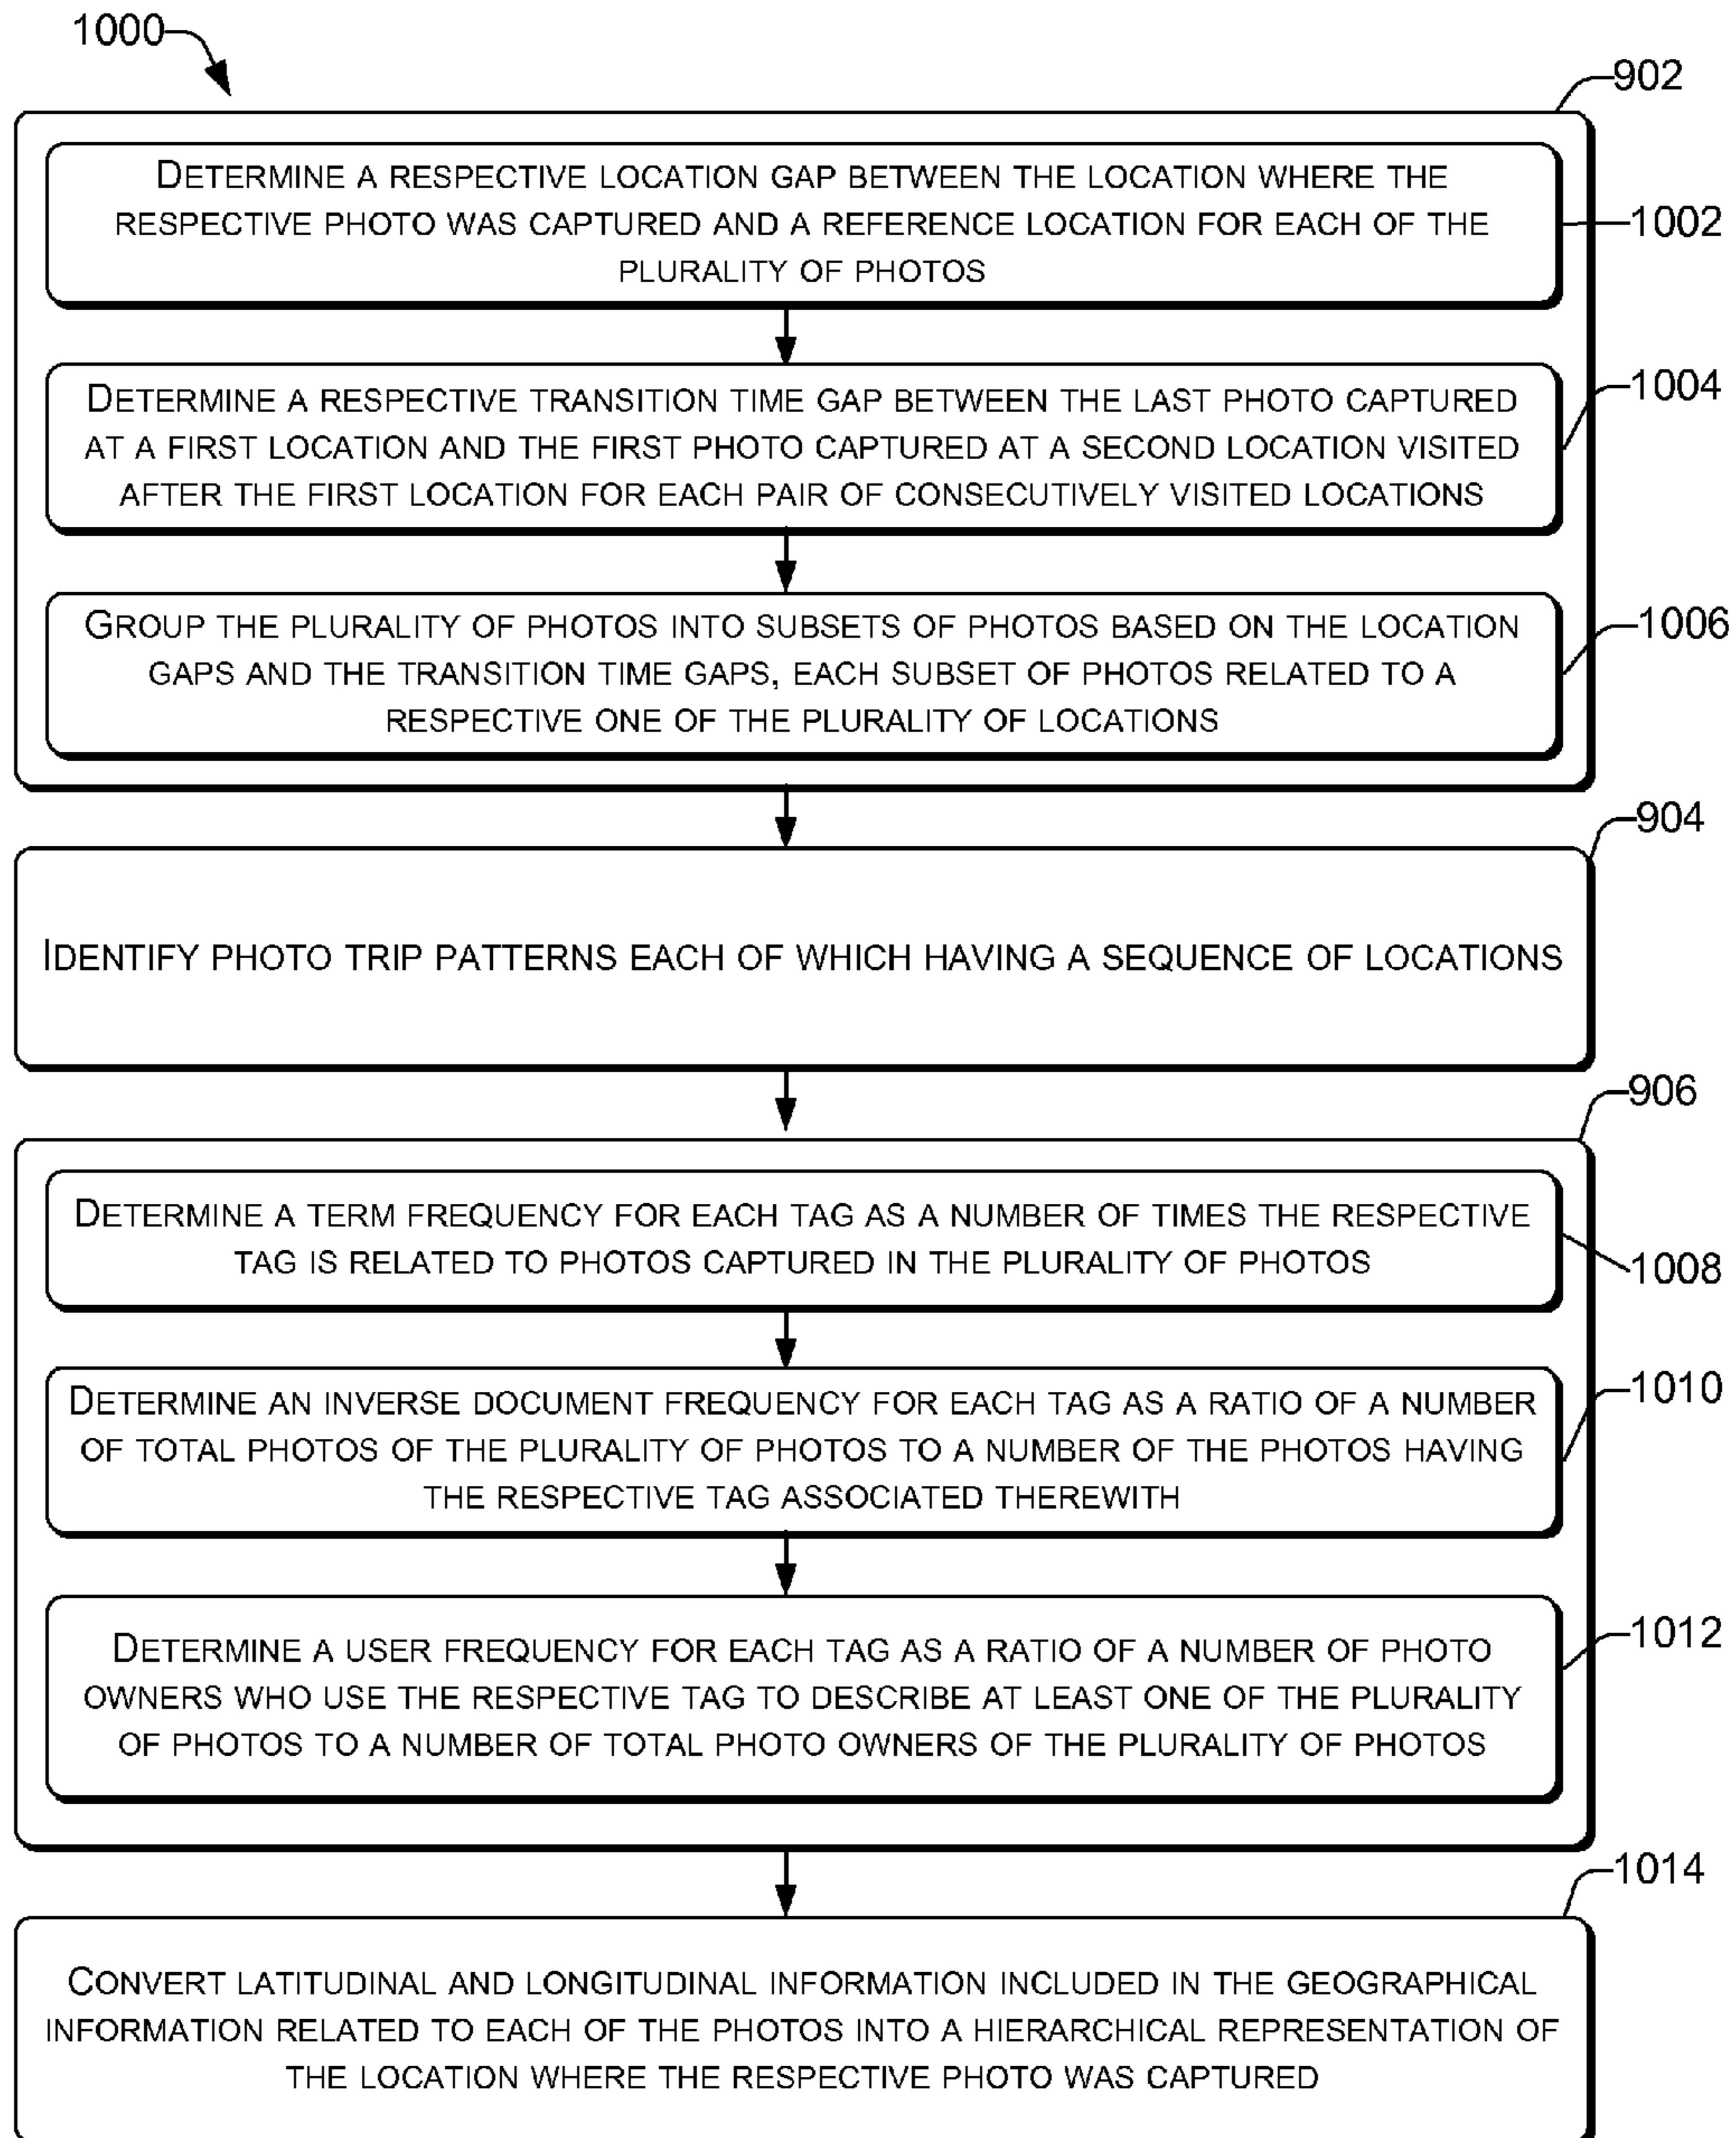 1000
902
DETERMINE A RESPECTIVE LOCATION GAP BETWEEN THE LOCATION WHERE THE
RESPECTIVE PHOTO WAS CAPTURED AND A REFERENCE LOCATION FOR EACH OF THE
PLURALITY OF PHOTOS
1002
DETERMINE A RESPECTIVE TRANSITION TIME GAP BETWEEN THE LAST PHOTO CAPTURED
AT A FIRST LOCATION AND THE FIRST PHOTO CAPTURED AT A SECOND LOCATION VISITED
AFTER THE FIRST LOCATION FOR EACH PAIR OF CONSECUTIVELY VISITED LOCATIONS
1004
GROUP THE PLURALITY OF PHOTOS INTO SUBSETS OF PHOTOS BASED ON THE LOCATION
GAPS AND THE TRANSITION TIME GAPS, EACH SUBSET OF PHOTOS RELATED TO A
RESPECTIVE ONE OF THE PLURALITY OF LOCATIONS
1006
904
IDENTIFY PHOTO TRIP PATTERNS EACH OF WHICH HAVING A SEQUENCE OF LOCATIONS
906
DETERMINE A TERM FREQUENCY FOR EACH TAG AS A NUMBER OF TIMES THE RESPECTIVE
TAG IS RELATED TO PHOTOS CAPTURED IN THE PLURALITY OF PHOTOS
1008
DETERMINE AN INVERSE DOCUMENT FREQUENCY FOR EACH TAG AS A RATIO OF A NUMBER
OF TOTAL PHOTOS OF THE PLURALITY OF PHOTOS TO A NUMBER OF THE PHOTOS HAVING
THE RESPECTIVE TAG ASSOCIATED THEREWITH
1010
DETERMINE A USER FREQUENCY FOR EACH TAG AS A RATIO OF A NUMBER OF PHOTO
OWNERS WHO USE THE RESPECTIVE TAG TO DESCRIBE AT LEAST ONE OF THE PLURALITY
OF PHOTOS TO A NUMBER OF TOTAL PHOTO OWNERS OF THE PLURALITY OF PHOTOS
1012
1014
CONVERT LATITUDINAL AND LONGITUDINAL INFORMATION INCLUDED IN THE GEOGRAPHICAL
INFORMATION RELATED TO EACH OF THE PHOTOS INTO A HIERARCHICAL REPRESENTATION OF
THE LOCATION WHERE THE RESPECTIVE PHOTO WAS CAPTURED